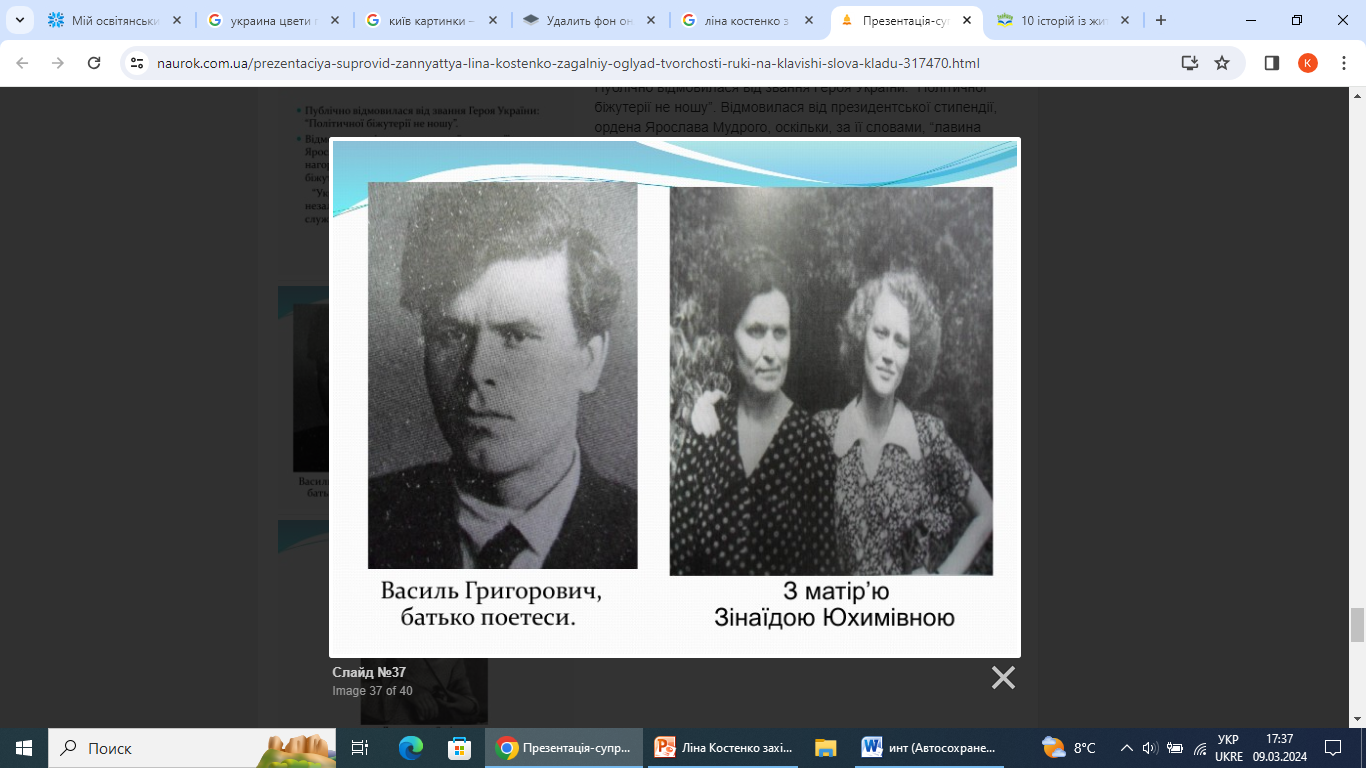 Мій освітянськи
украина цвети в
київ картинки –
Удалить фон он
ліна костенко з
Презентація-суп
10 історій із жит
naurok.com.ua/prezentaciya-suprovid-zannyattya-lina-kostenko-zagalniy-oglyad-tvorchosti-ruki-na-klavishi-slova-kladu-317470.html
K
Публічно відмовилася від звання Героя України:
"Політичної біжутерії не ношу".
Публічно відмовилася від звання Героя України: "Політичної
біжутерії не ношу". Відмовилася від президентської стипендії,
ордена Ярослава Мудрого, оскільки, за її словами, "лавина
Василь Григорович,
батько поетеси.
З матір'ю
Зінаїдою Юхимівною
Слайд №37
Image 37 of 40
Поиск
Презентація-супр...
Ліна Костенко захі...
инт (Автосохране...
8°C
УКР
UKRE
17:37
09.03.2024